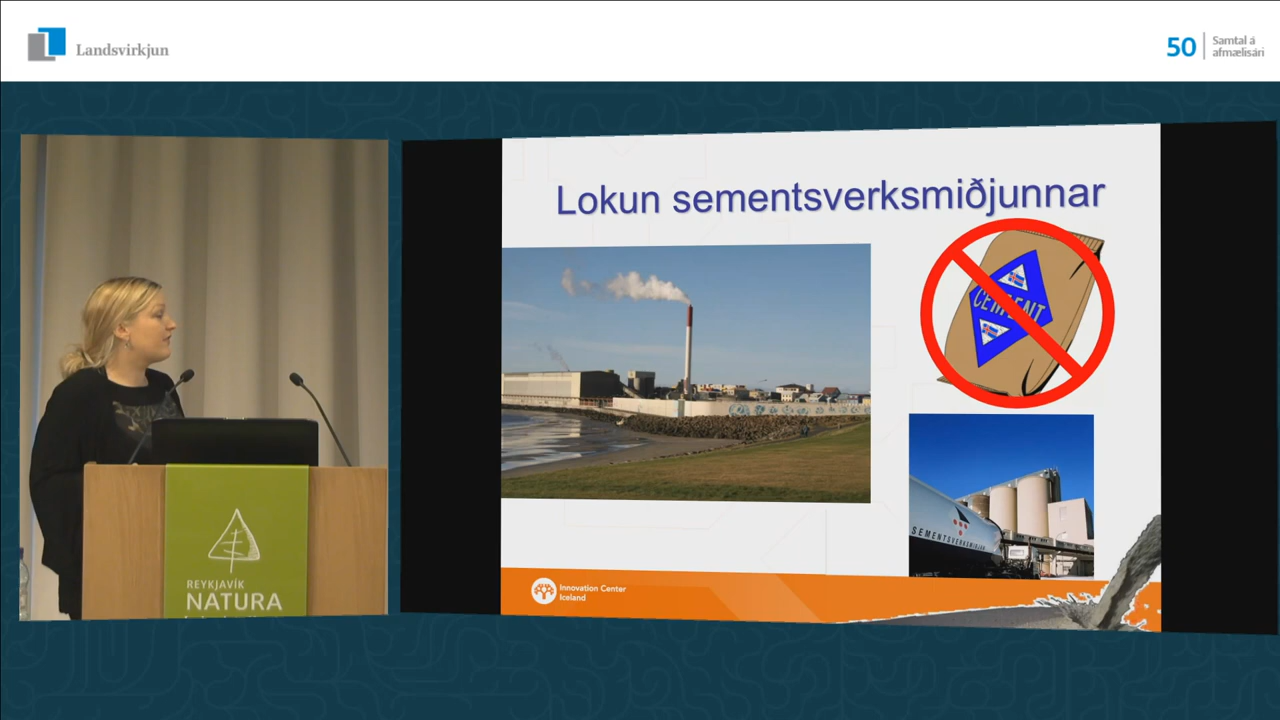 Landsvirkjun
50
Samtal á
afmælisári
Lokun sementsverksmiðjunnar
CEMENT
SEMENTSVERKSMIÐJAN
Innovation Center
Iceland
REYKJAVÍK
NATURA